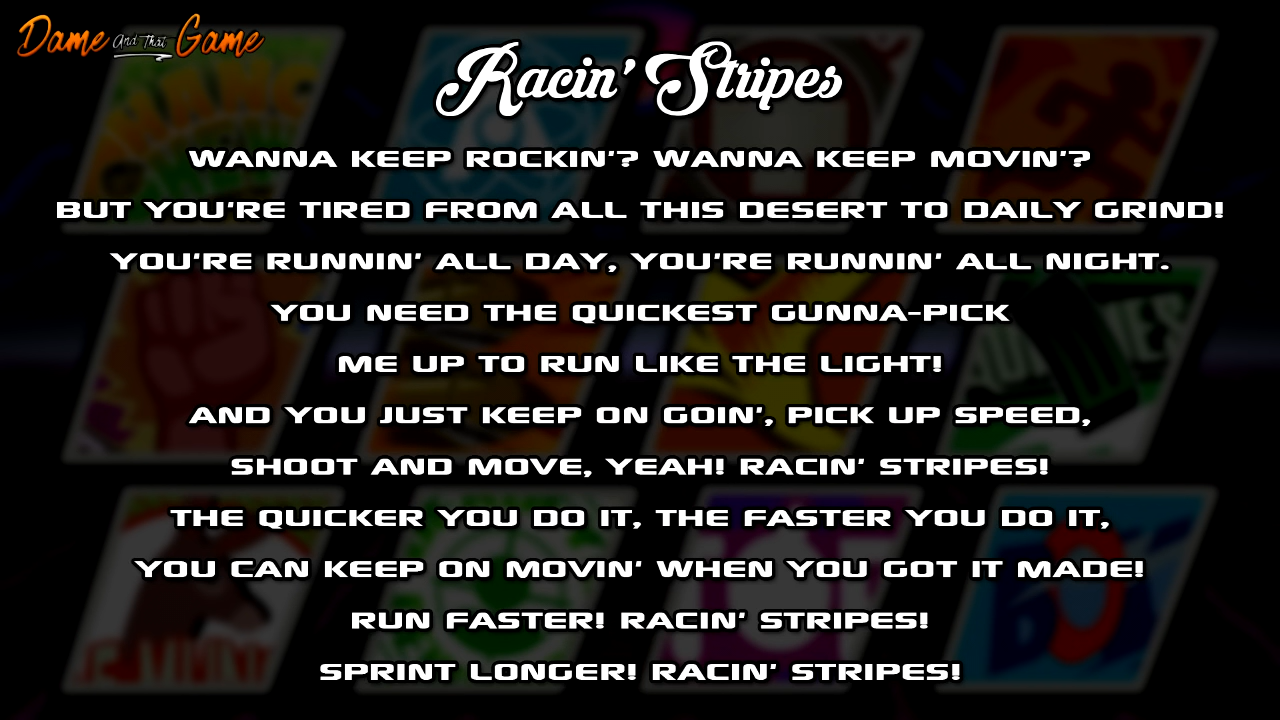 Dame And That Game
Racin' Stripes
WANNA KEEP ROCKIN'? WANNA KEEP MOVIN'?
BUT YOU'RE TIRED FROM ALL THIS DESERT TO DAILY GRIND!
YOU'RE RUNNIN' ALL DAY, YOU'RE RUNNIN' ALL NIGHT.
YOU NEED THE QUICKEST GUNNA-PICK
ME UP TO RUN LIKE THE LIGHT!
AND YOU JUST KEEP ON GOIN', PICK UP SPEED,
SHOOT AND MOVE, YEAH! RACIN' STRIPES!
THE QUICKER YOU DO IT, THE FASTER YOU DO IT,
YOU CAN KEEP ON MOVIN' WHEN YOU GOT IT MADE!
RUN FASTER! RACIN' STRIPES!
SPRINT LONGER! RACIN' STRIPES!